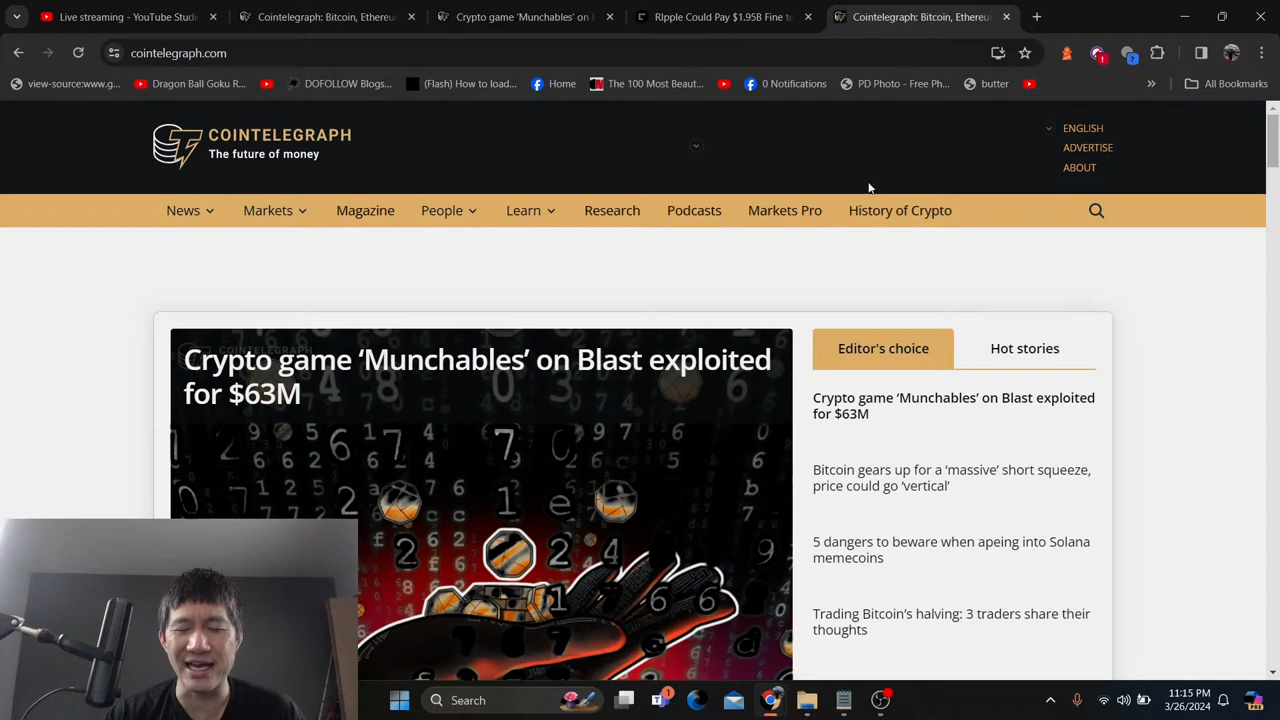 Live streaming - YouTube Studi
Cointelegraph: Bitcoin, Ethereu
Crypto game 'Munchables' on B
RIpple Could Pay $1.95B Fine to
Cointelegraph: Bitcoin, Ethereu
cointelegraph.com
view-source:www.g...
Dragon Ball Goku R...
DOFOLLOW Blogs...
(Flash) How to load...
Home
The 100 Most Beaut...
0 Notifications
PD Photo - Free Ph...
butter
All Bookmarks
COINTELEGRAPH
The future of money
ENGLISH
ADVERTISE
ABOUT
News
Markets
Magazine
People
Learn
Research
Podcasts
Markets Pro
History of Crypto
Crypto game ‘Munchables’ on Blast exploited
for $63M
Editor's choice
Hot stories
Crypto game ‘Munchables’ on Blast exploited
for $63M
Bitcoin gears up for a ‘massive’ short squeeze,
price could go ‘vertical’
5 dangers to beware when apeing into Solana
memecoins
Trading Bitcoin’s halving: 3 traders share their
thoughts
Search
11:15 PM
3/26/2024